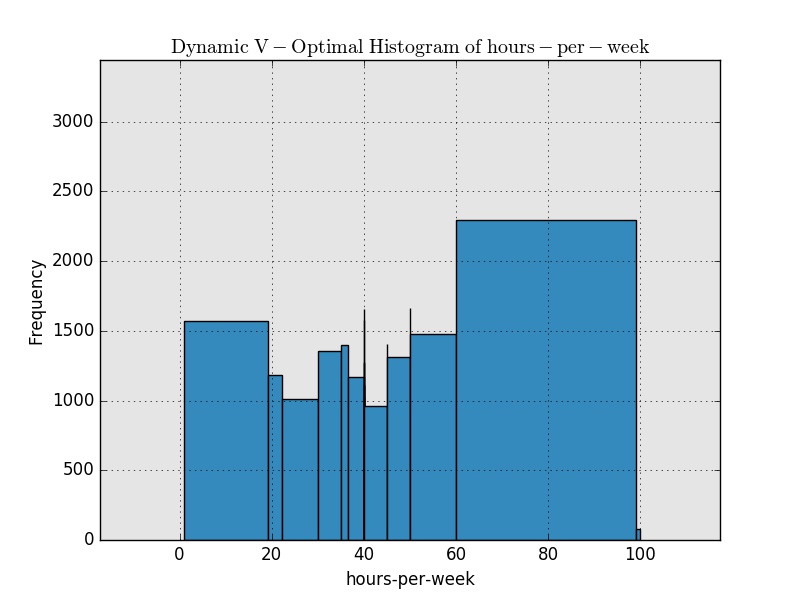 Dynamic V − Optimal Histogram of hours − per − week
3000
2500
2000
1500
1000
500
0
0 20 40 60 80 100
Frequency
hours-per-week